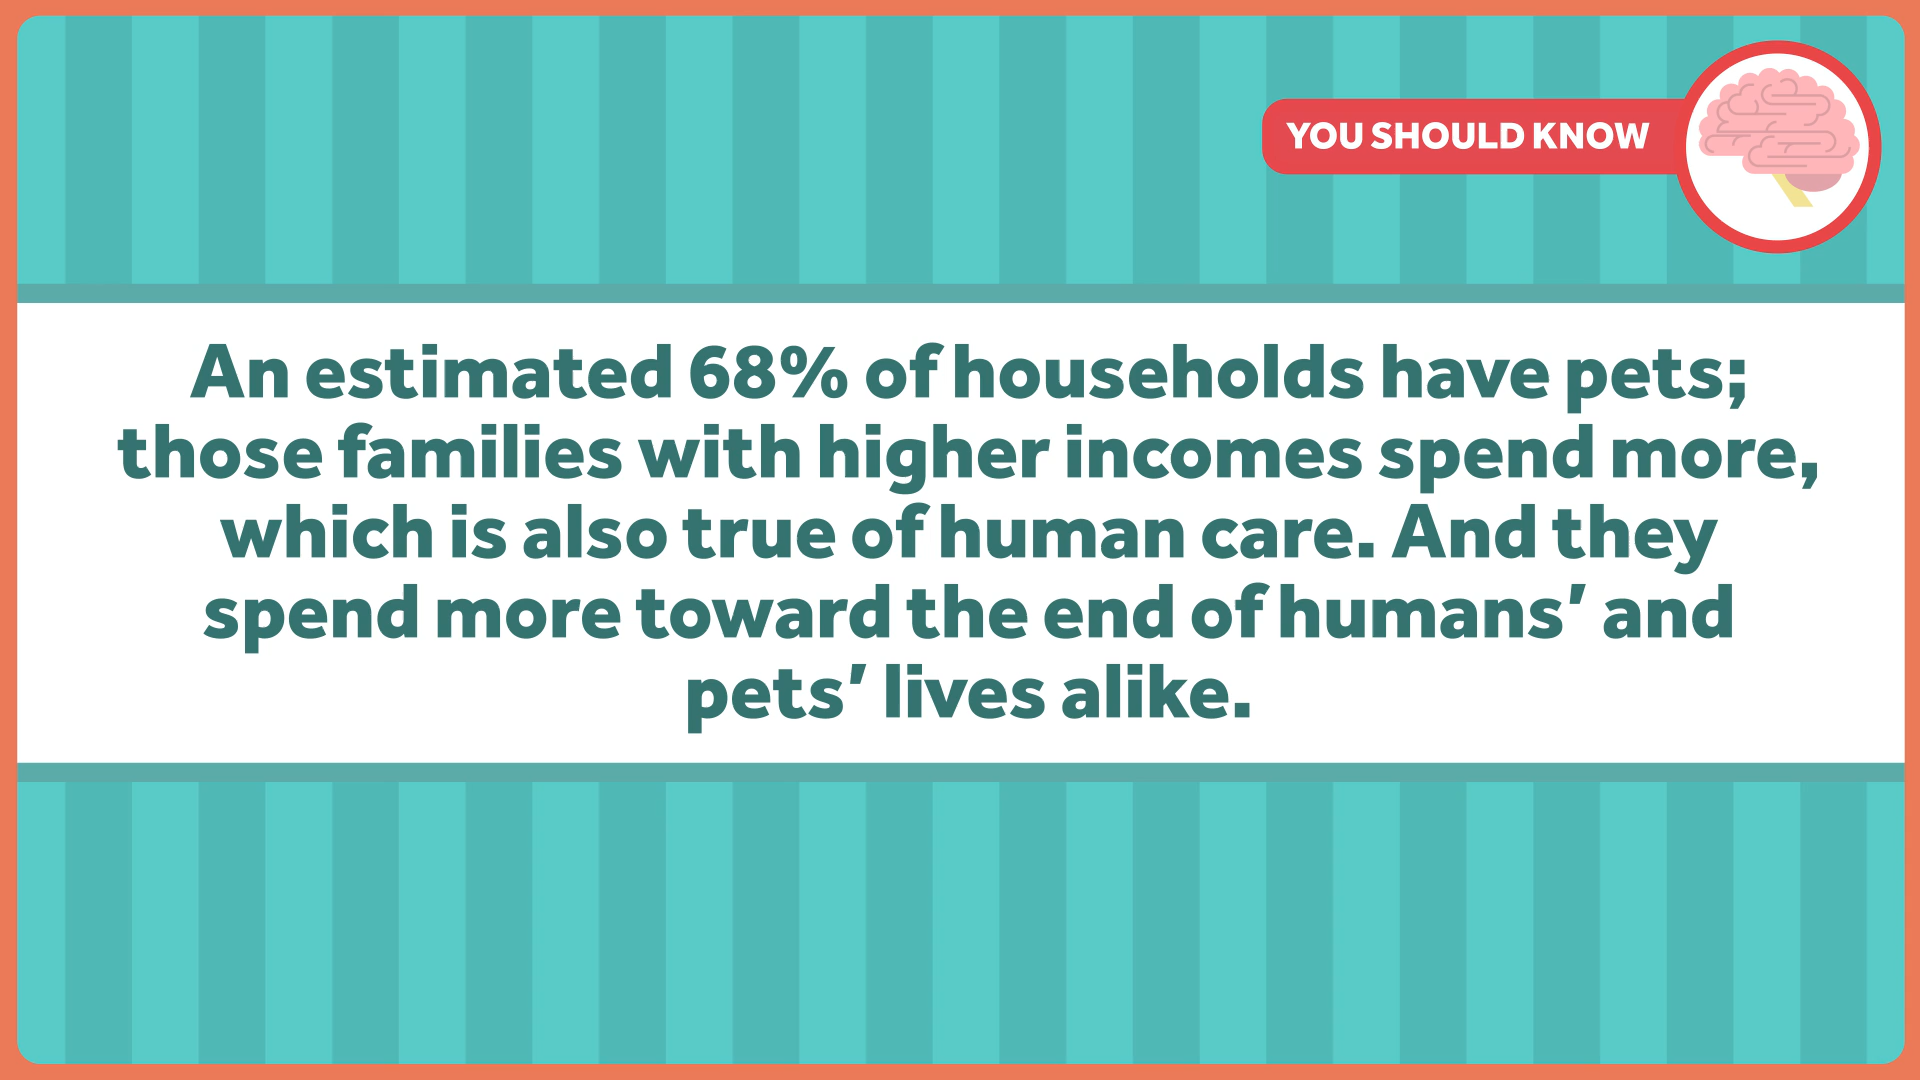 YOU SHOULD KNOW
An estimated 68% of households have pets;
those families with higher incomes spend more,
which is also true of human care. And they
spend more toward the end of humans’ and
pets’ lives alike.